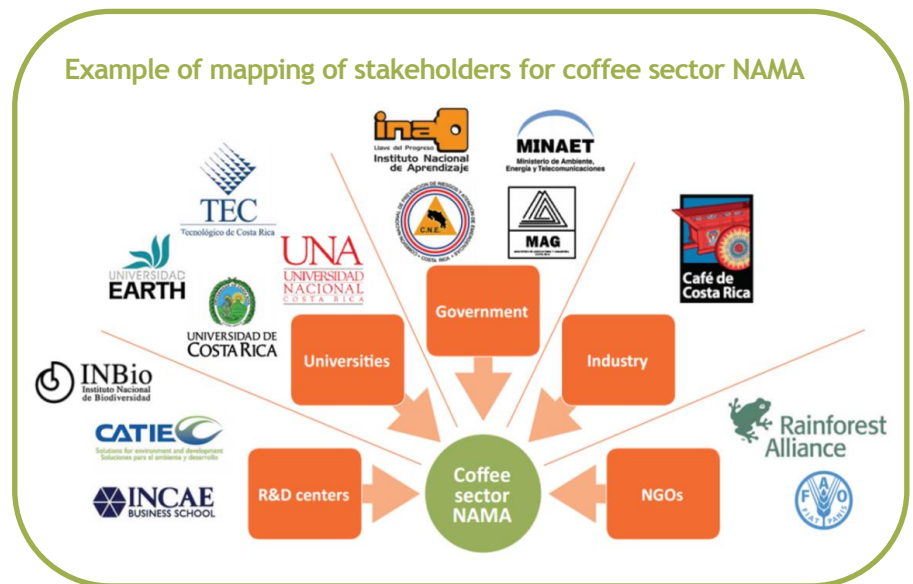 Example of mapping of stakeholders for coffee sector NAMA
ina
Llave del Progreso
Instituto Nacional
de Aprendizaje
MINAET
Ministerio de Ambiente,
Energía y Telecomunicaciones
C.N.E.
COSTA RICA
MAG
TEC
Tecnológico de Costa Rica
UNIVERSIDAD
EARTH
UNA
UNIVERSIDAD
NACIONAL
COSTA RICA
UNIVERSIDAD DE
COSTA RICA
Café de
Costa Rica
Government
Universities
Industry
INBio
Instituto Nacional
de Biodiversidad
CATIE
Solutions for environment and development
Soluciones para el ambiente y desarrollo
INCAE
BUSINESS SCHOOL
R&D centers
Coffee
sector
NAMA
NGOs
Rainforest
Alliance
F A O
FIAT PANIS